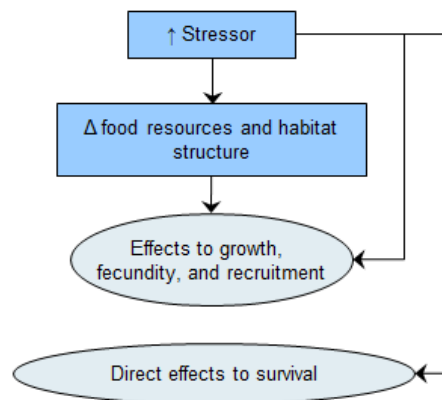 ↑ Stressor
Δ food resources and habitat
structure
Effects to growth,
fecundity, and recruitment
Direct effects to survival